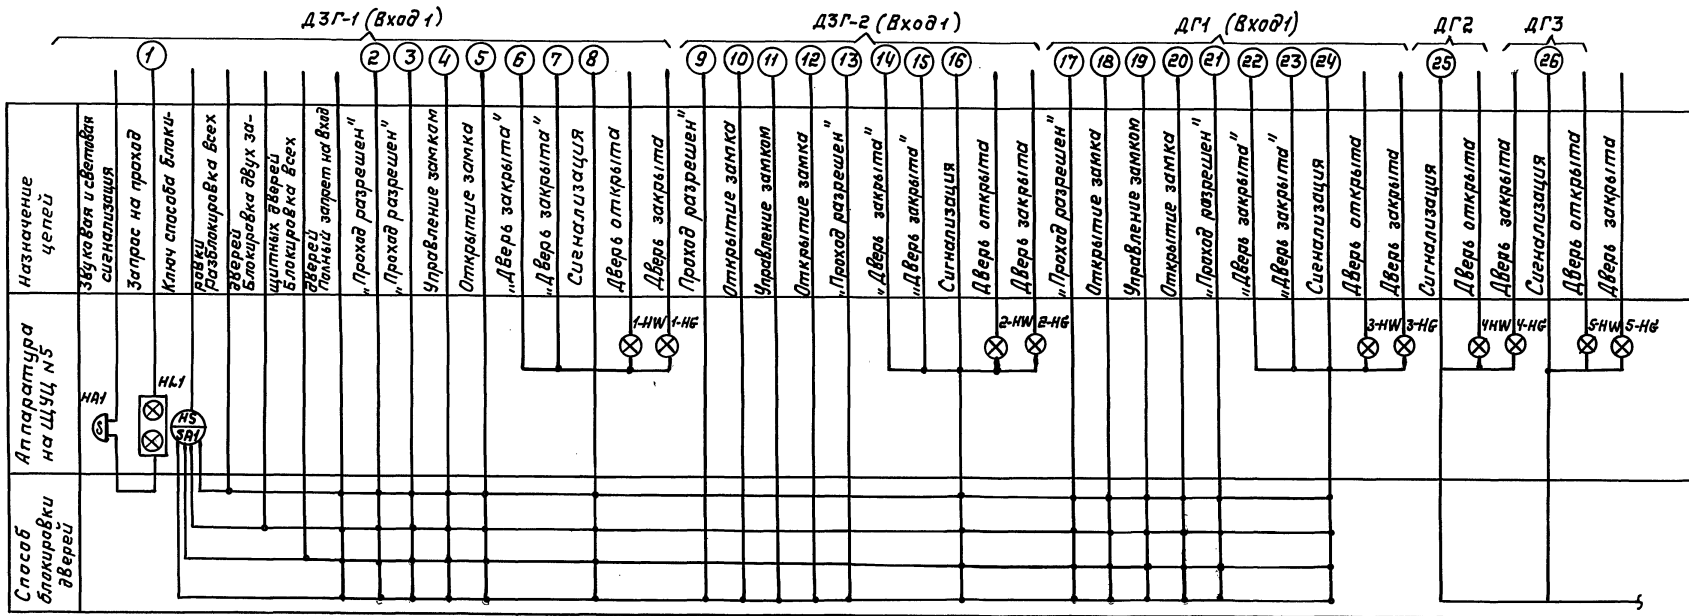 ДЗГ-1 (Вход 1)
ДЗГ-2 (Вход 1)
ДГ1 (Вход1)
ДГ2
ДГ3
1
2
3
4
5
6
7
8
9
10
11
12
13
14
15
16
17
18
19
20
21
22
23
24
25
26
Назначение
цепей
Звуковая и световая
сигнализация
Запрос на проход
Ключ способа блоки-
ровки
разблокировка всех
дверей
Блокировка двух за-
щитных дверей
Блокировка всех
дверей
Полный запрет на вход
„Проход разрешен"
„Проход разрешен"
Управление замком
Открытие замка
„Дверь закрыта"
„Дверь закрыта"
Сигнализация
Дверь открыта
Дверь закрыта
Проход разрешен"
Открытие замка
Управление замком
Открытие замка
„Проход разрешен"
„Дверь закрыта"
„Дверь закрыта"
Сигнализация
Дверь открыта
Дверь закрыта
„Проход разрешен"
Открытие замка
Управление замком
Открытие замка
„Проход разрешен"
„Дверь закрыта"
„Дверь закрыта"
Сигнализация
Дверь открыта
Дверь закрыта
Сигнализация
Дверь открыта
Дверь закрыта
Сигнализация
Дверь открыта
Дверь закрыта
Аппаратура
на ЩУЦ №5
HA1
S
HL1
HS
SA1
1-HW
1-HG
2-HW
2-HG
3-HW
3-HG
4HW
4-HG
5-HW
5-HG
Способ
блокировки
дверей